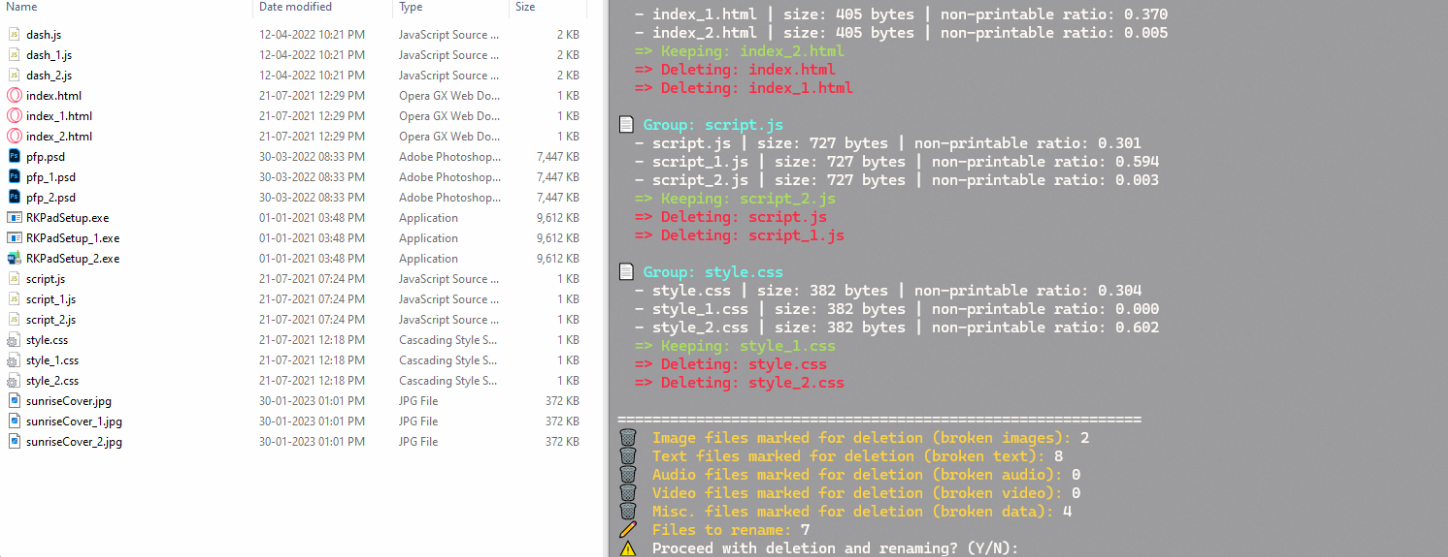 Name Date modified Type Size
dash.js 12-04-2022 10:21 PM JavaScript Source ... 2 KB
dash_1.js 12-04-2022 10:21 PM JavaScript Source ... 2 KB
dash_2.js 12-04-2022 10:21 PM JavaScript Source ... 2 KB
index.html 21-07-2021 12:29 PM Opera GX Web Do... 1 KB
index_1.html 21-07-2021 12:29 PM Opera GX Web Do... 1 KB
index_2.html 21-07-2021 12:29 PM Opera GX Web Do... 1 KB
pfp.psd 30-03-2022 08:33 PM Adobe Photoshop... 7,447 KB
pfp_1.psd 30-03-2022 08:33 PM Adobe Photoshop... 7,447 KB
pfp_2.psd 30-03-2022 08:33 PM Adobe Photoshop... 7,447 KB
RKPadSetup.exe 01-01-2021 03:48 PM Application 9,612 KB
RKPadSetup_1.exe 01-01-2021 03:48 PM Application 9,612 KB
RKPadSetup_2.exe 01-01-2021 03:48 PM Application 9,612 KB
script.js 21-07-2021 07:24 PM JavaScript Source ... 1 KB
script_1.js 21-07-2021 07:24 PM JavaScript Source ... 1 KB
script_2.js 21-07-2021 07:24 PM JavaScript Source ... 1 KB
style.css 21-07-2021 12:18 PM Cascading Style S... 1 KB
style_1.css 21-07-2021 12:18 PM Cascading Style S... 1 KB
style_2.css 21-07-2021 12:18 PM Cascading Style S... 1 KB
sunriseCover.jpg 30-01-2023 01:01 PM JPG File 372 KB
sunriseCover_1.jpg 30-01-2023 01:01 PM JPG File 372 KB
sunriseCover_2.jpg 30-01-2023 01:01 PM JPG File 372 KB
- index_1.html | size: 405 bytes | non-printable ratio: 0.370
- index_2.html | size: 405 bytes | non-printable ratio: 0.005
=> Keeping: index_2.html
=> Deleting: index.html
=> Deleting: index_1.html
Group: script.js
- script.js | size: 727 bytes | non-printable ratio: 0.301
- script_1.js | size: 727 bytes | non-printable ratio: 0.594
- script_2.js | size: 727 bytes | non-printable ratio: 0.003
=> Keeping: script_2.js
=> Deleting: script.js
=> Deleting: script_1.js
Group: style.css
- style.css | size: 382 bytes | non-printable ratio: 0.304
- style_1.css | size: 382 bytes | non-printable ratio: 0.000
- style_2.css | size: 382 bytes | non-printable ratio: 0.602
=> Keeping: style_1.css
=> Deleting: style.css
=> Deleting: style_2.css
============================================================
Image files marked for deletion (broken images): 2
Text files marked for deletion (broken text): 8
Audio files marked for deletion (broken audio): 0
Video files marked for deletion (broken video): 0
Misc. files marked for deletion (broken data): 4
Files to rename: 7
Proceed with deletion and renaming? (Y/N):